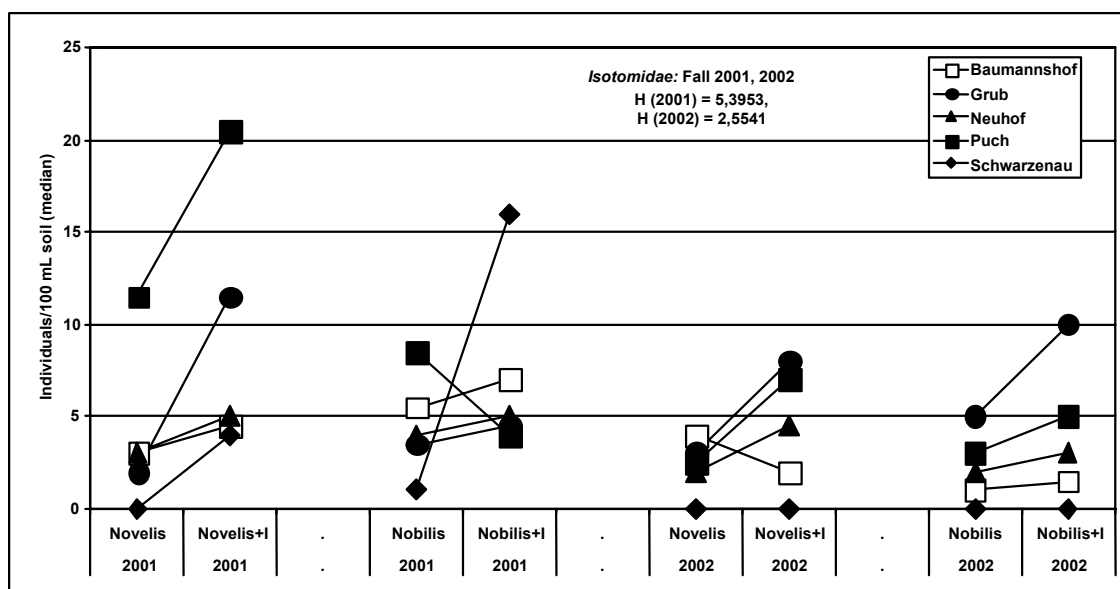 25
20
15
10
5
0
Individuals/100 mL soil (median)
Isotomidae: Fall 2001, 2002
H (2001) = 5,3953,
H (2002) = 2,5541
Baumannshof
Grub
Neuhof
Puch
Schwarzenau
Novelis Novelis+I . Nobilis Nobilis+I . Novelis Novelis+I . Nobilis Nobilis+I
2001 2001 . 2001 2001 . 2002 2002 . 2002 2002